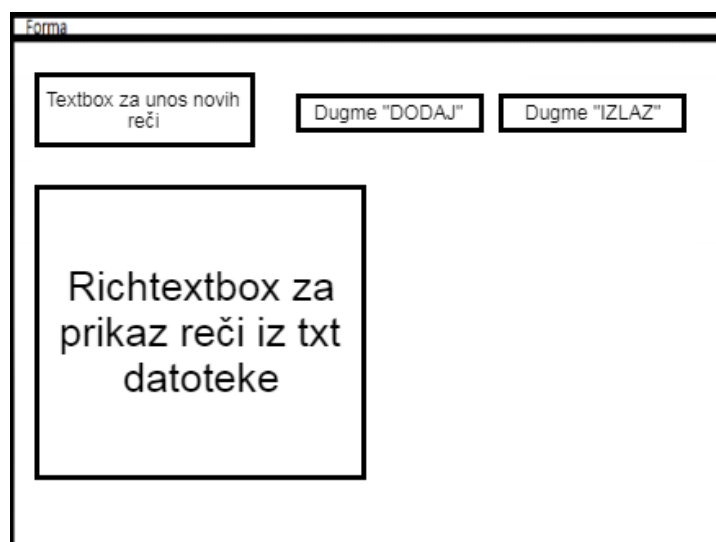 Forma
Textbox za unos novih
reči
Dugme "DODAJ"
Dugme "IZLAZ"
Richtextbox za
prikaz reči iz txt
datoteke